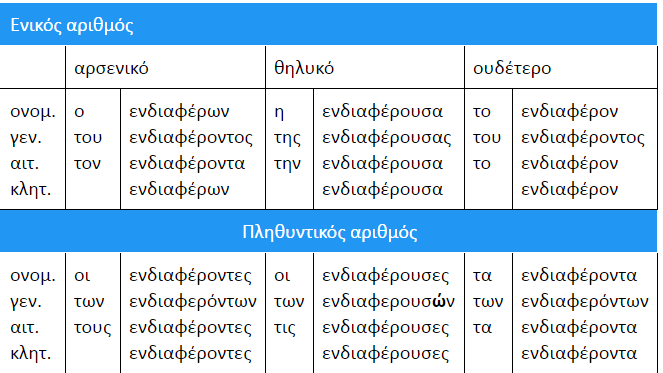 Ενικός αριθμός
αρσενικό θηλυκό ουδέτερο
ονομ. ο ενδιαφέρων η ενδιαφέρουσα το ενδιαφέρον
γεν. του ενδιαφέροντος της ενδιαφέρουσας του ενδιαφέροντος
αιτ. τον ενδιαφέροντα την ενδιαφέρουσα το ενδιαφέρον
κλητ. ενδιαφέρων ενδιαφέρουσα ενδιαφέρον
Πληθυντικός αριθμός
ονομ. οι ενδιαφέροντες οι ενδιαφέρουσες τα ενδιαφέροντα
γεν. των ενδιαφερόντων των ενδιαφερουσών των ενδιαφερόντων
αιτ. τους ενδιαφέροντες τις ενδιαφέρουσες τα ενδιαφέροντα
κλητ. ενδιαφέροντες ενδιαφέρουσες ενδιαφέροντα